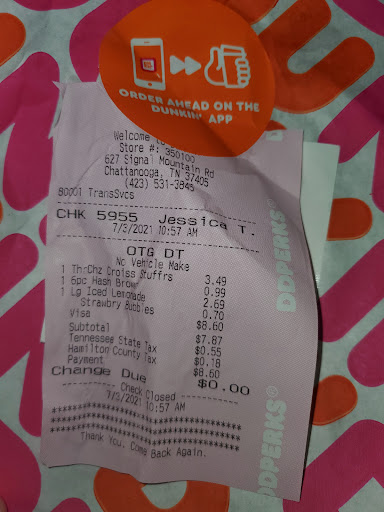 ORDER AHEAD ON THE
DUNKIN' APP
Welcome
Store #: 350100
627 Signal Mountain Rd
Chattanooga, TN 37405
(423) 531-3945
80001 TransSvcs
CHK 5955 Jessica T.
7/3/2021 10:57 AM
OTG DT
No Vehicle Make
1 ThrChz Croiss Stuffrs 3.49
1 6pc Hash Brown 0.99
1 Lg Iced Lemonade 2.69
Strawbry Bubbles 0.70
Visa $8.60
Subtotal $7.87
Tennessee State Tax $0.55
Hamilton County Tax $0.18
Payment $8.60
Change Due $0.00
---- Check Closed ----
7/3/2021 10:57 AM
************************
************************
************************
Thank You. Come Back Again.
DDPERKS
DDPERKS®